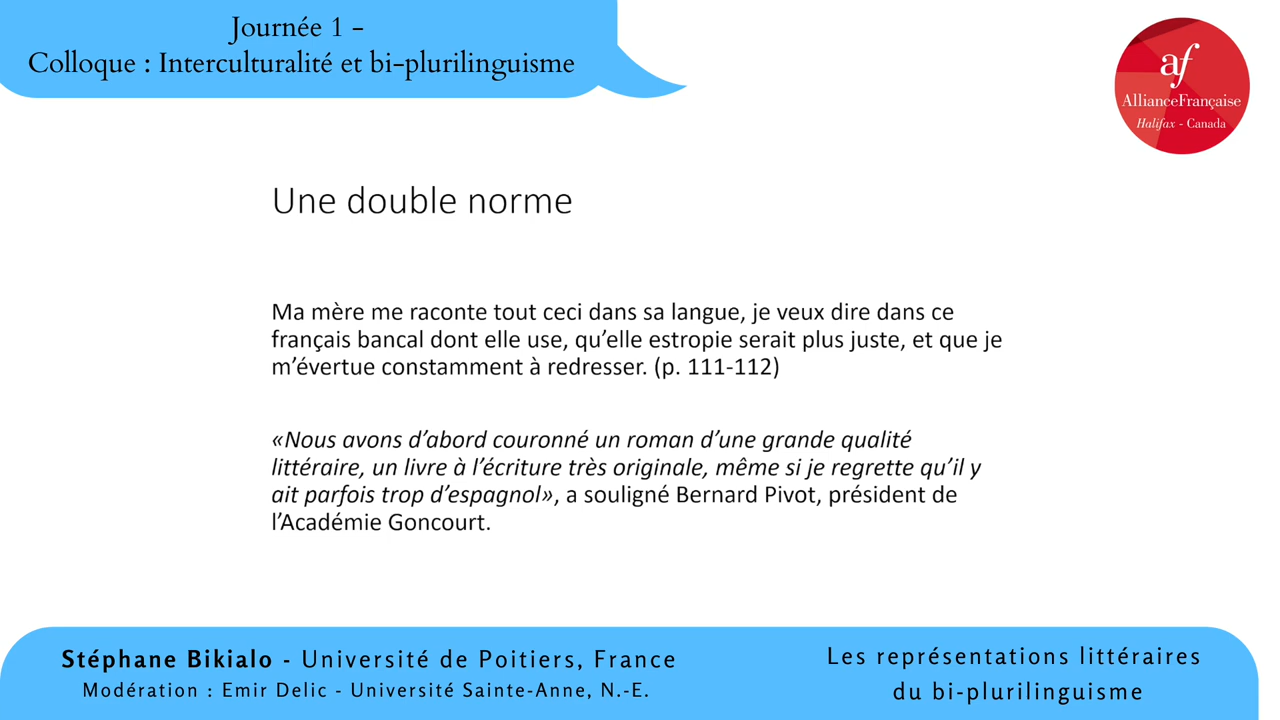 Journée 1 -
Colloque : Interculturalité et bi-plurilinguisme
af
AllianceFrançaise
Halifax - Canada
Une double norme
Ma mère me raconte tout ceci dans sa langue, je veux dire dans ce
français bancal dont elle use, qu’elle estropie serait plus juste, et que je
m’évertue constamment à redresser. (p. 111-112)
«Nous avons d’abord couronné un roman d’une grande qualité
littéraire, un livre à l’écriture très originale, même si je regrette qu’il y
ait parfois trop d’espagnol», a souligné Bernard Pivot, président de
l’Académie Goncourt.
Stéphane Bikialo - Université de Poitiers, France
Modération : Emir Delic - Université Sainte-Anne, N.-E.
Les représentations littéraires
du bi-plurilinguisme